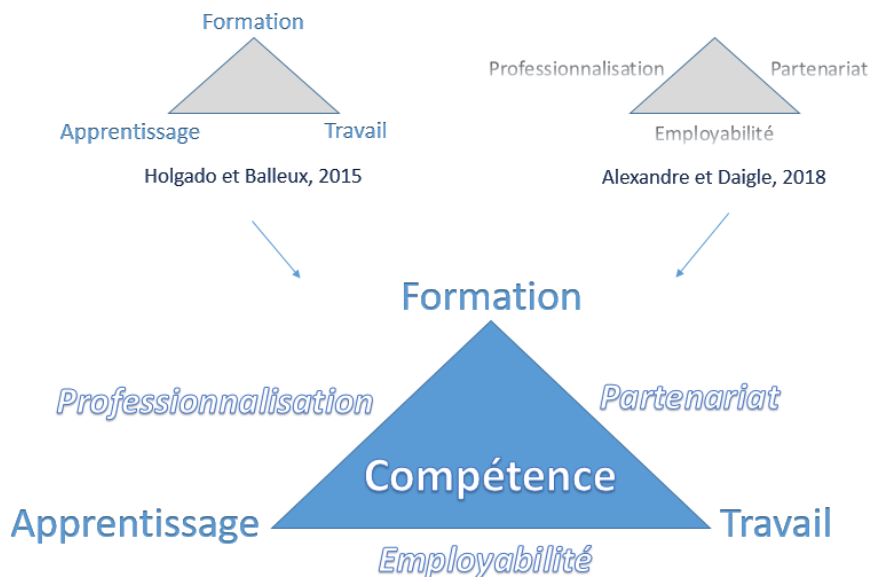 Formation
Professionnalisation
Partenariat
Apprentissage
Travail
Employabilité
Holgado et Balleux, 2015
Alexandre et Daigle, 2018
Formation
Professionnalisation
Partenariat
Compétence
Apprentissage
Travail
Employabilité